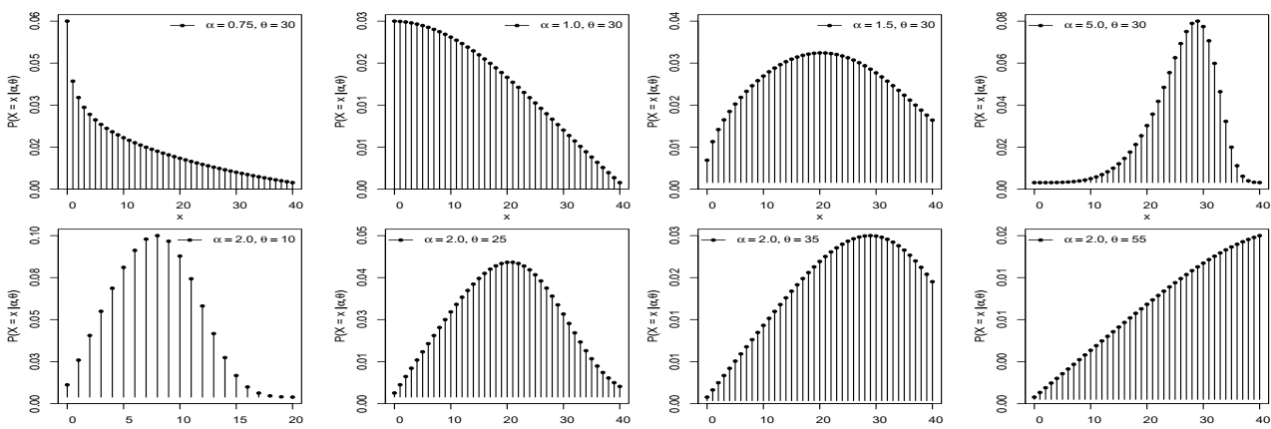 α = 0.75, θ = 30
P(X = x | α,θ)
0.06
0.05
0.03
0.02
0.00
0 10 20 30 40
x
α = 1.0, θ = 30
P(X = x | α,θ)
0.03
0.03
0.01
0.01
0.00
0 10 20 30 40
x
α = 1.5, θ = 30
P(X = x | α,θ)
0.04
0.03
0.02
0.01
0.00
0 10 20 30 40
x
α = 5.0, θ = 30
P(X = x | α,θ)
0.08
0.06
0.04
0.02
0.00
0 10 20 30 40
x
α = 2.0, θ = 10
P(X = x | α,θ)
0.10
0.08
0.05
0.03
0.00
0 5 10 15 20
α = 2.0, θ = 25
P(X = x | α,θ)
0.05
0.04
0.03
0.01
0.00
0 10 20 30 40
α = 2.0, θ = 35
P(X = x | α,θ)
0.03
0.02
0.01
0.01
0.00
0 10 20 30 40
α = 2.0, θ = 55
P(X = x | α,θ)
0.02
0.01
0.01
0.00
0.00
0 10 20 30 40